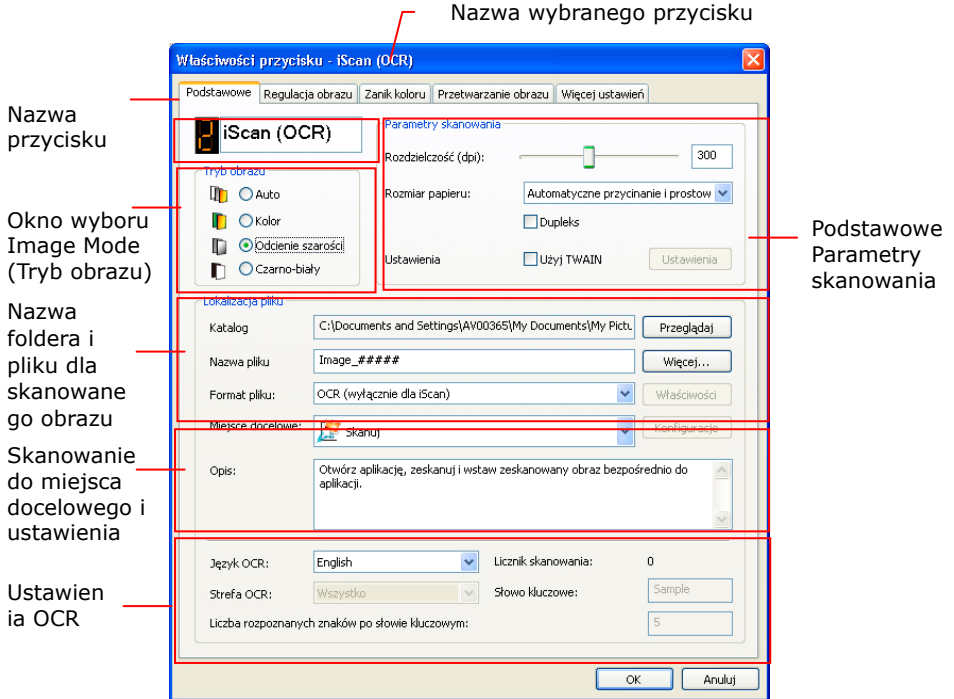 Nazwa wybranego przycisku
Właściwości przycisku - iScan (OCR)
Podstawowe Regulacja obrazu Zanik koloru Przetwarzanie obrazu Więcej ustawień
Nazwa
przycisku
2 iScan (OCR)
Parametry skanowania
Rozdzielczość (dpi): 300
Rozmiar papieru: Automatyczne przycinanie i prostow
Dupleks
Ustawienia Użyj TWAIN Ustawienia
Podstawowe
Parametry
skanowania
Okno wyboru
Image Mode
(Tryb obrazu)
Tryb obrazu
Auto
Kolor
Odcienie szarości
Czarno-biały
Nazwa
foldera i
pliku dla
skanowane
go obrazu
Lokalizacja pliku
Katalog C:\Documents and Settings\AV00365\My Documents\My Pictu Przeglądaj
Nazwa pliku Image_##### Więcej...
Format pliku: OCR (wyłącznie dla iScan) Właściwości
Miejsce docelowe: Skanuj Konfiguracje
Skanowanie
do miejsca
docelowego i
ustawienia
Opis: Otwórz aplikację, zeskanuj i wstaw zeskanowany obraz bezpośrednio do
aplikacji.
Ustawien
ia OCR
Język OCR: English Licznik skanowania: 0
Strefa OCR: Wszystko Słowo kluczowe: Sample
Liczba rozpoznanych znaków po słowie kluczowym: 5
OK Anuluj